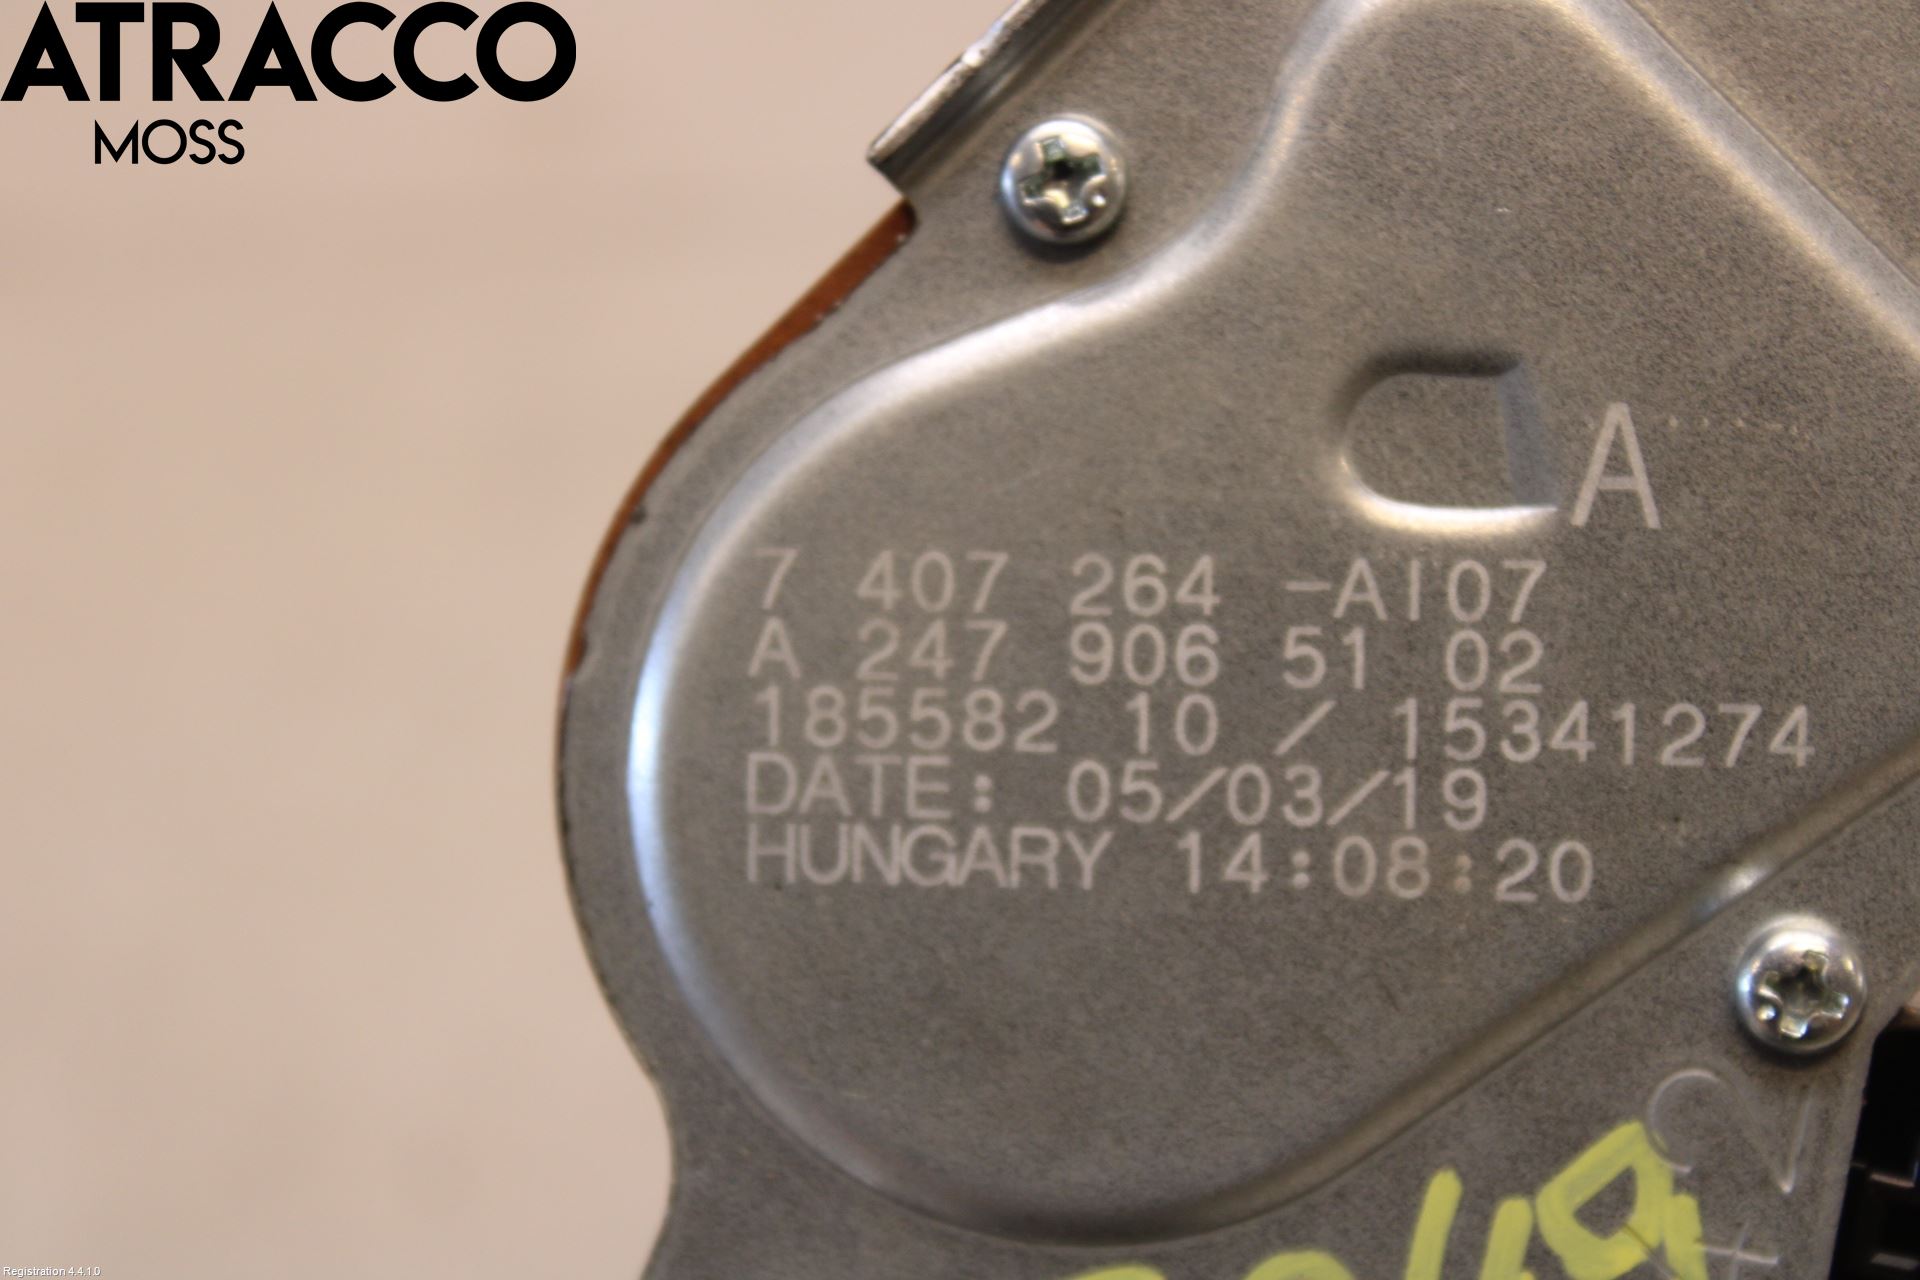 ATRACCO
MOSS
A
7 407 264 -AI07
A 247 906 51 02
185582 10 / 15341274
DATE: 05/03/19
HUNGARY 14:08:20
Registration 4.4.1.0